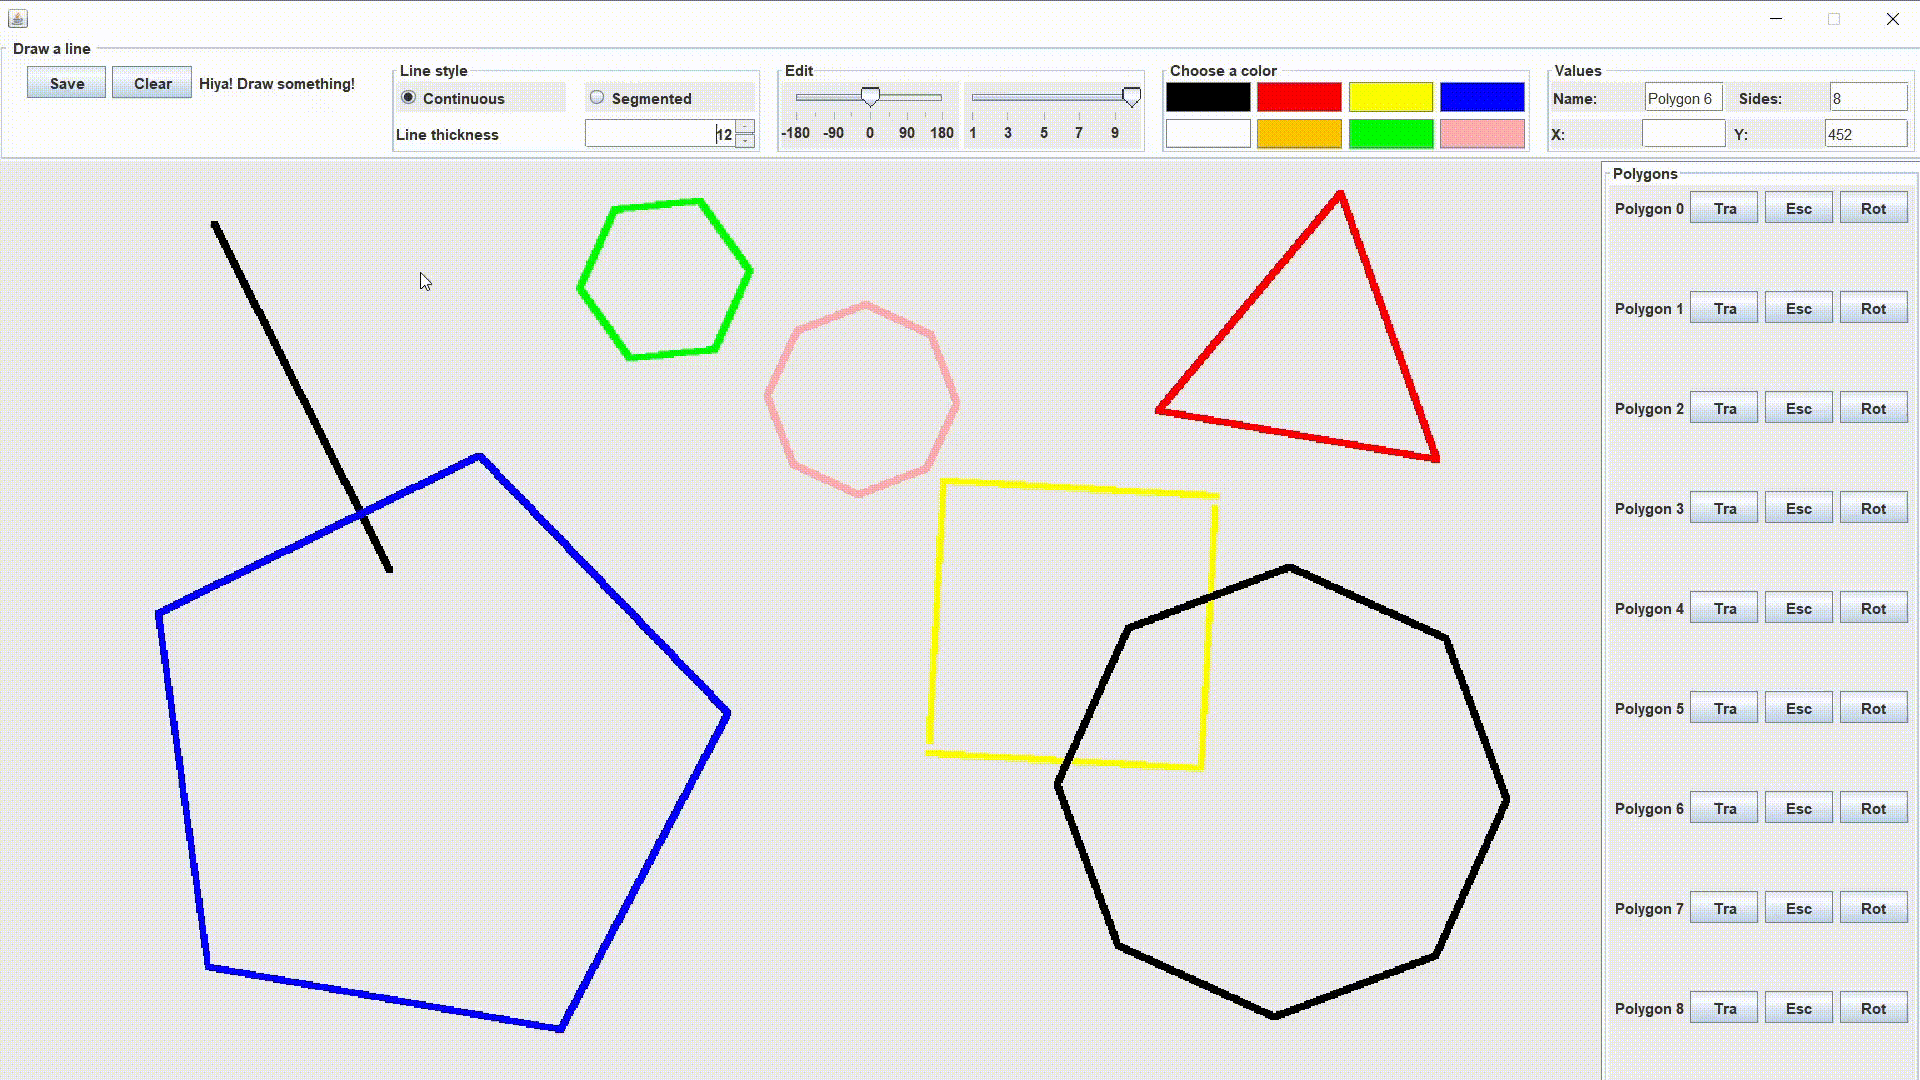 Draw a line
Save Clear Hiya! Draw something!
Line style
Continuous Segmented
Line thickness 12
Edit
-180 -90 0 90 180 1 3 5 7 9
Choose a color
Values
Name: Polygon 6 Sides: 8
X: Y: 452
Polygons
Polygon 0 Tra Esc Rot
Polygon 1 Tra Esc Rot
Polygon 2 Tra Esc Rot
Polygon 3 Tra Esc Rot
Polygon 4 Tra Esc Rot
Polygon 5 Tra Esc Rot
Polygon 6 Tra Esc Rot
Polygon 7 Tra Esc Rot
Polygon 8 Tra Esc Rot